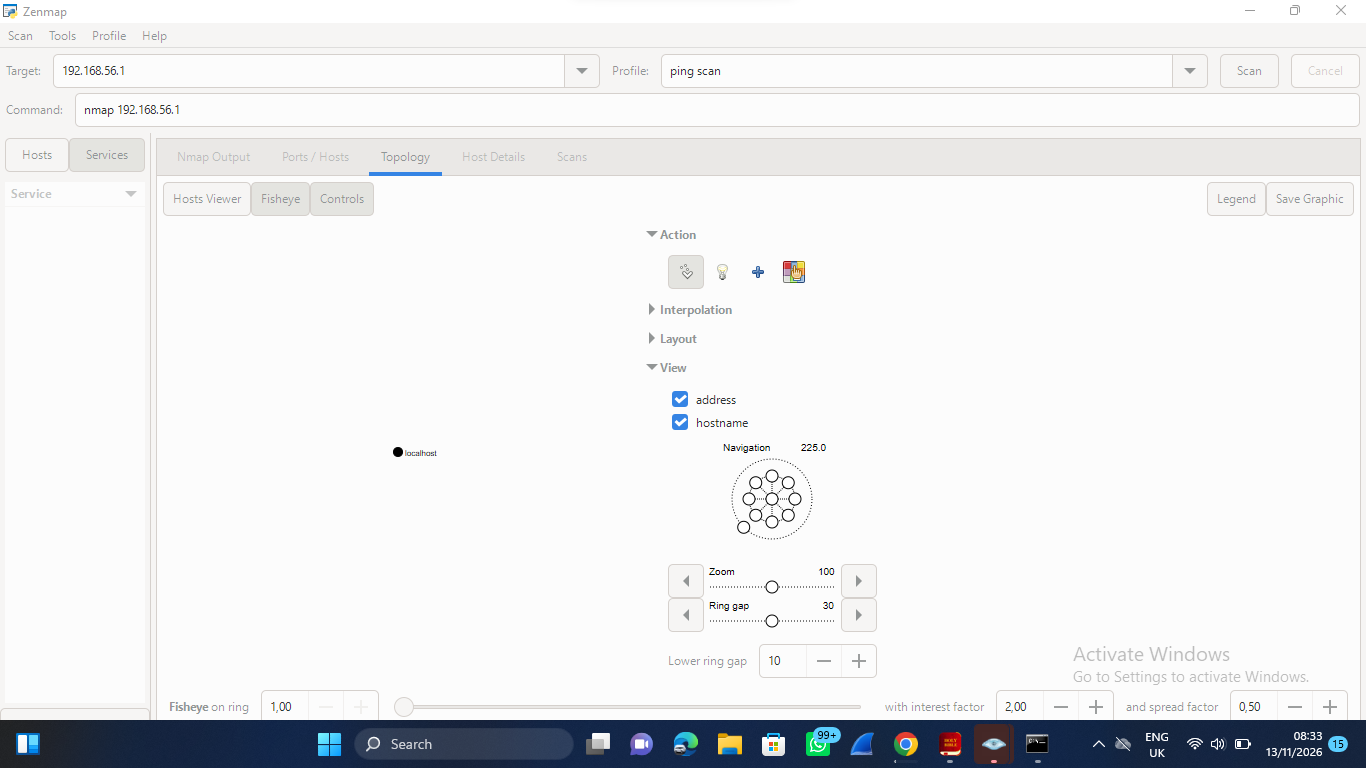 Zenmap
Scan Tools Profile Help
Target: 192.168.56.1 Profile: ping scan Scan Cancel
Command: nmap 192.168.56.1
Hosts Services Nmap Output Ports / Hosts Topology Host Details Scans
Service Hosts Viewer Fisheye Controls Legend Save Graphic
Action
Interpolation
Layout
View
address
hostname
Navigation 225.0
localhost
Zoom 100
Ring gap 30
Lower ring gap 10
Activate Windows
Go to Settings to activate Windows.
Fisheye on ring 1,00 with interest factor 2,00 and spread factor 0,50
Search 99+ HOLY BIBLE ENG 08:33
UK 13/11/2026 15